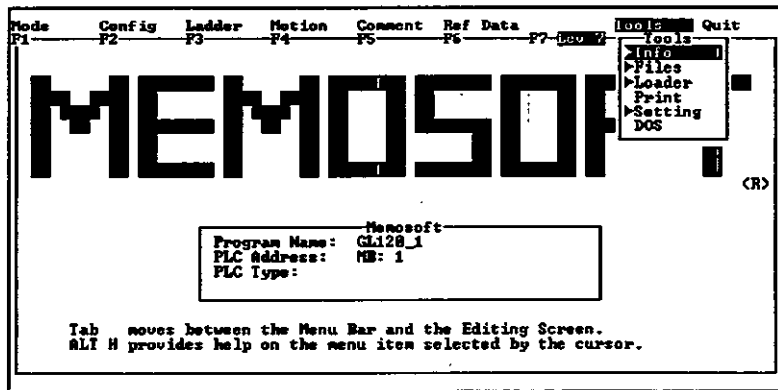 Mode Config Ladder Motion Comment Ref Data Tools Quit
F1 F2 F3 F4 F5 F6 F7 Lev ? Tools
Info I
Files
Loader
Print
Setting
DOS
MEMOSOFT
(R)
Memosoft
Program Name: GL120_1
PLC Address: MB: 1
PLC Type:
Tab moves between the Menu Bar and the Editing Screen.
ALT H provides help on the menu item selected by the cursor.